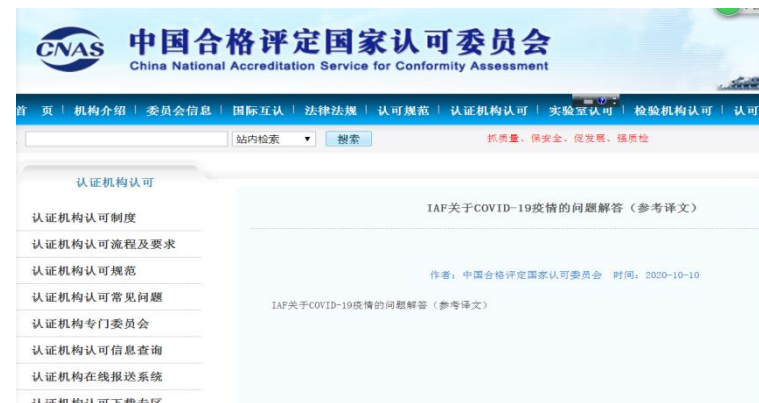 CNAS
中国合格评定国家认可委员会
China National Accreditation Service for Conformity Assessment
首 页 | 机构介绍 | 委员会信息 | 国际互认 | 法律法规 | 认可规范 | 认证机构认可 | 实验室认可 | 检验机构认可 | 认可
站内检索 ▼ 搜索 抓质量、保安全、促发展、强质检
认证机构认可
认证机构认可制度
认证机构认可流程及要求
认证机构认可规范
认证机构认可常见问题
认证机构专门委员会
认证机构认可信息查询
认证机构在线报送系统
认证机构认可下载专区
IAF关于COVID-19疫情的问题解答（参考译文）
作者：中国合格评定国家认可委员会 时间：2020-10-10
IAF关于COVID-19疫情的问题解答（参考译文）